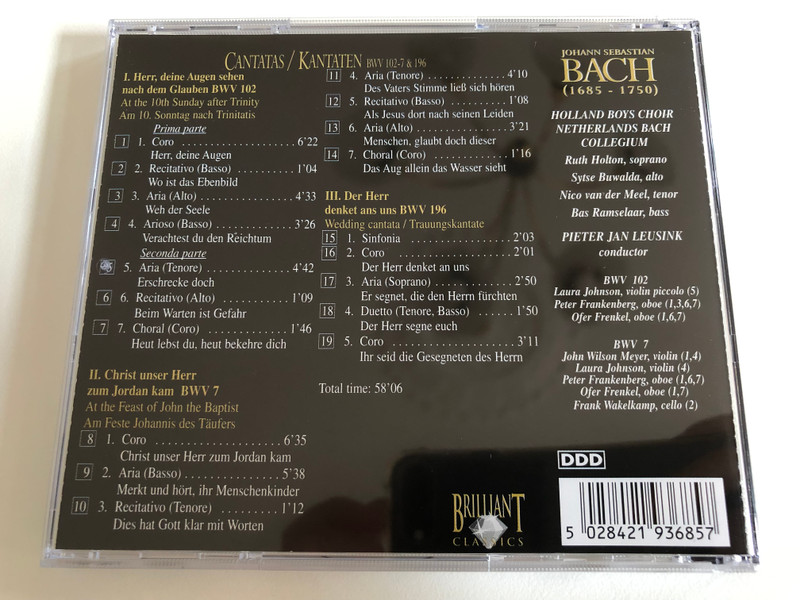 CANTATAS / KANTATEN BWV 102-7 & 196
I. Herr, deine Augen sehen
nach dem Glauben BWV 102
At the 10th Sunday after Trinity
Am 10. Sonntag nach Trinitatis
Prima parte
1 1. Coro ..................... 6'22
Herr, deine Augen
2 2. Recitativo (Basso) ........... 1'04
Wo ist das Ebenbild
3 3. Aria (Alto) .................. 4'33
Weh der Seele
4 4. Arioso (Basso) ............... 3'26
Verachtest du den Reichtum
Seconda parte
5 5. Aria (Tenore) ................ 4'42
Erschrecke doch
6 6. Recitativo (Alto) ............ 1'09
Beim Warten ist Gefahr
7 7. Choral (Coro) ................ 1'46
Heut lebst du, heut bekehre dich
II. Christ unser Herr
zum Jordan kam BWV 7
At the Feast of John the Baptist
Am Feste Johannis des Täufers
8 1. Coro ..................... 6'35
Christ unser Herr zum Jordan kam
9 2. Aria (Basso) ................. 5'38
Merkt und hört, ihr Menschenkinder
10 3. Recitativo (Tenore) ......... 1'12
Dies hat Gott klar mit Worten
11 4. Aria (Tenore) ............... 4'10
Des Vaters Stimme ließ sich hören
12 5. Recitativo (Basso) .......... 1'08
Als Jesus dort nach seinen Leiden
13 6. Aria (Alto) ................. 3'21
Menschen, glaubt doch dieser
14 7. Choral (Coro) ............... 1'16
Das Aug allein das Wasser sieht
III. Der Herr
denket ans uns BWV 196
Wedding cantata / Trauungskantate
15 1. Sinfonia .................... 2'03
16 2. Coro ........................ 2'01
Der Herr denket an uns
17 3. Aria (Soprano) .............. 2'50
Er segnet, die den Herrn fürchten
18 4. Duetto (Tenore, Basso) ...... 1'50
Der Herr segne euch
19 5. Coro ........................ 3'11
Ihr seid die Gesegneten des Herrn
Total time: 58'06
JOHANN SEBASTIAN
BACH
(1685 - 1750)
HOLLAND BOYS CHOIR
NETHERLANDS BACH
COLLEGIUM
Ruth Holton, soprano
Sytse Buwalda, alto
Nico van der Meel, tenor
Bas Ramselaar, bass
PIETER JAN LEUSINK
conductor
BWV 102
Laura Johnson, violin piccolo (5)
Peter Frankenberg, oboe (1,3,6,7)
Ofer Frenkel, oboe (1,6,7)
BWV 7
John Wilson Meyer, violin (1,4)
Laura Johnson, violin (4)
Peter Frankenberg, oboe (1,6,7)
Ofer Frenkel, oboe (1,7)
Frank Wakelkamp, cello (2)
DDD
BRILLIANT
CLASSICS
5 028421 936857